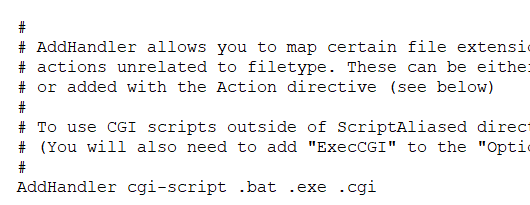 #
# AddHandler allows you to map certain file extensi
# actions unrelated to filetype. These can be eithe
# or added with the Action directive (see below)
#
# To use CGI scripts outside of ScriptAliased direc
# (You will also need to add "ExecCGI" to the "Opti
#
AddHandler cgi-script .bat .exe .cgi